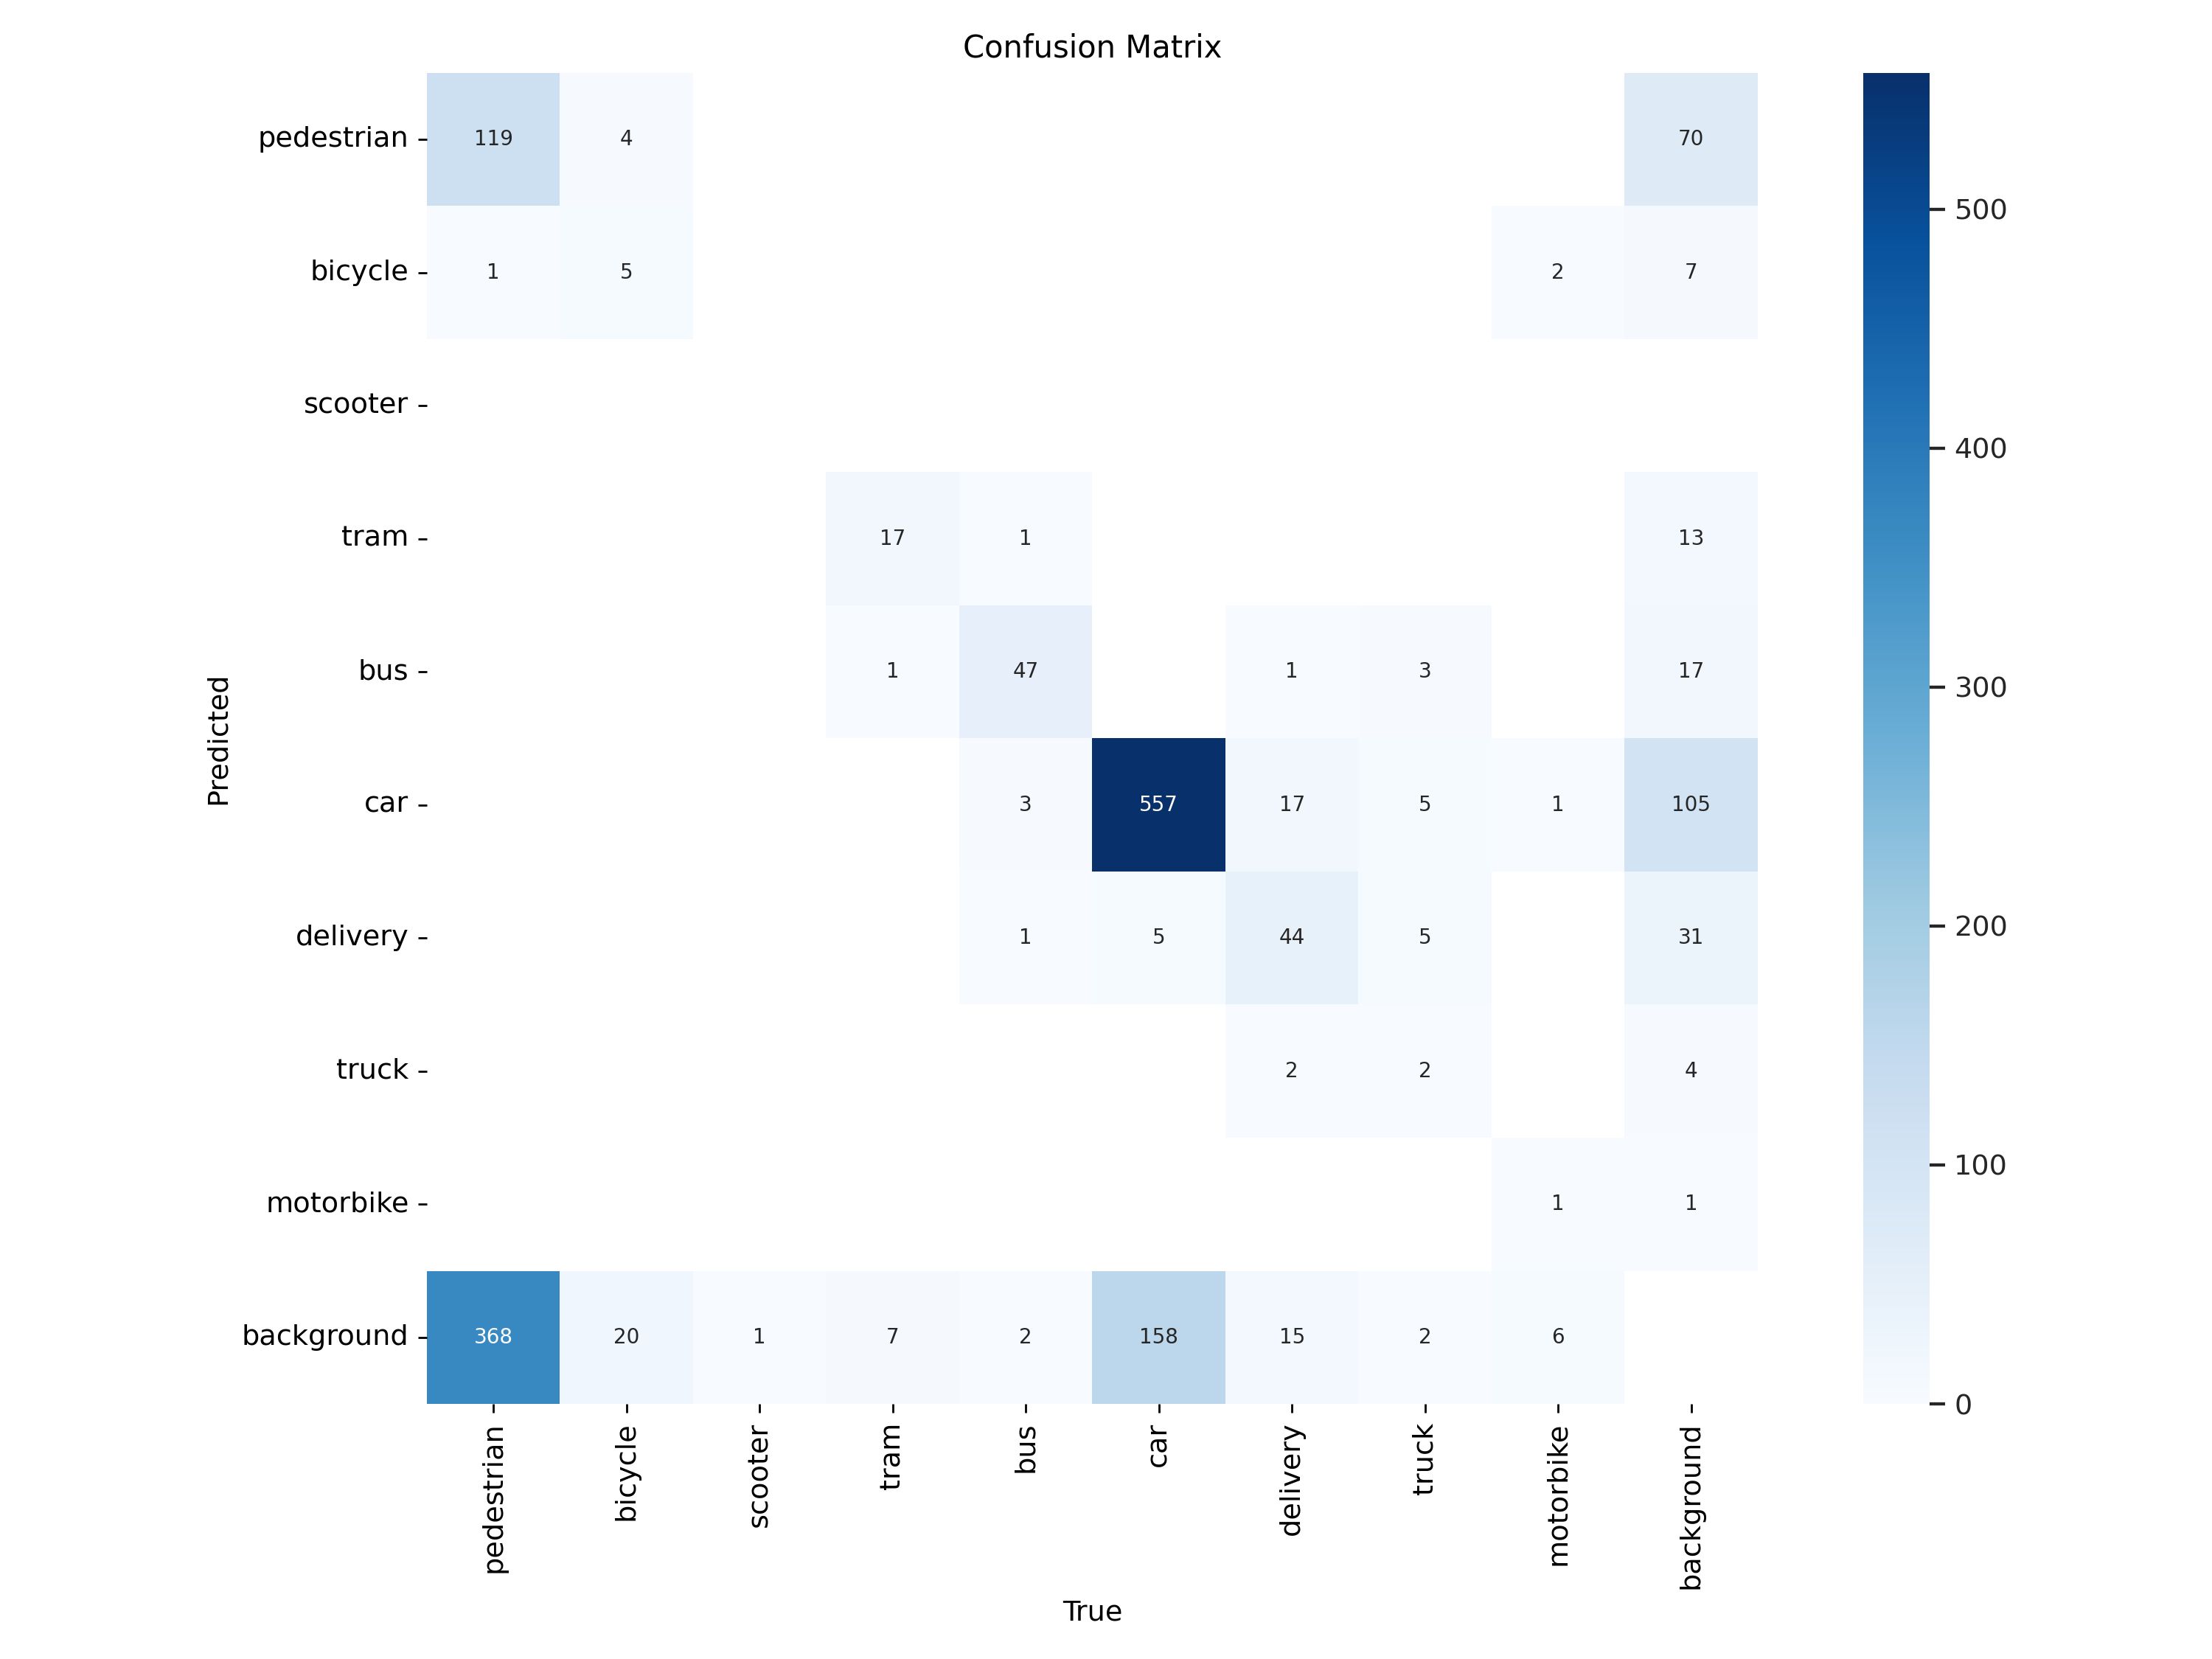 Confusion Matrix
pedestrian 119 4 70
bicycle 1 5 2 7
scooter
tram 17 1 13
bus 1 47 1 3 17
car 3 557 17 5 1 105
delivery 1 5 44 5 31
truck 2 2 4
motorbike 1 1
background 368 20 1 7 2 158 15 2 6
Predicted
pedestrian
bicycle
scooter
tram
bus
car
delivery
truck
motorbike
background
True
500
400
300
200
100
0